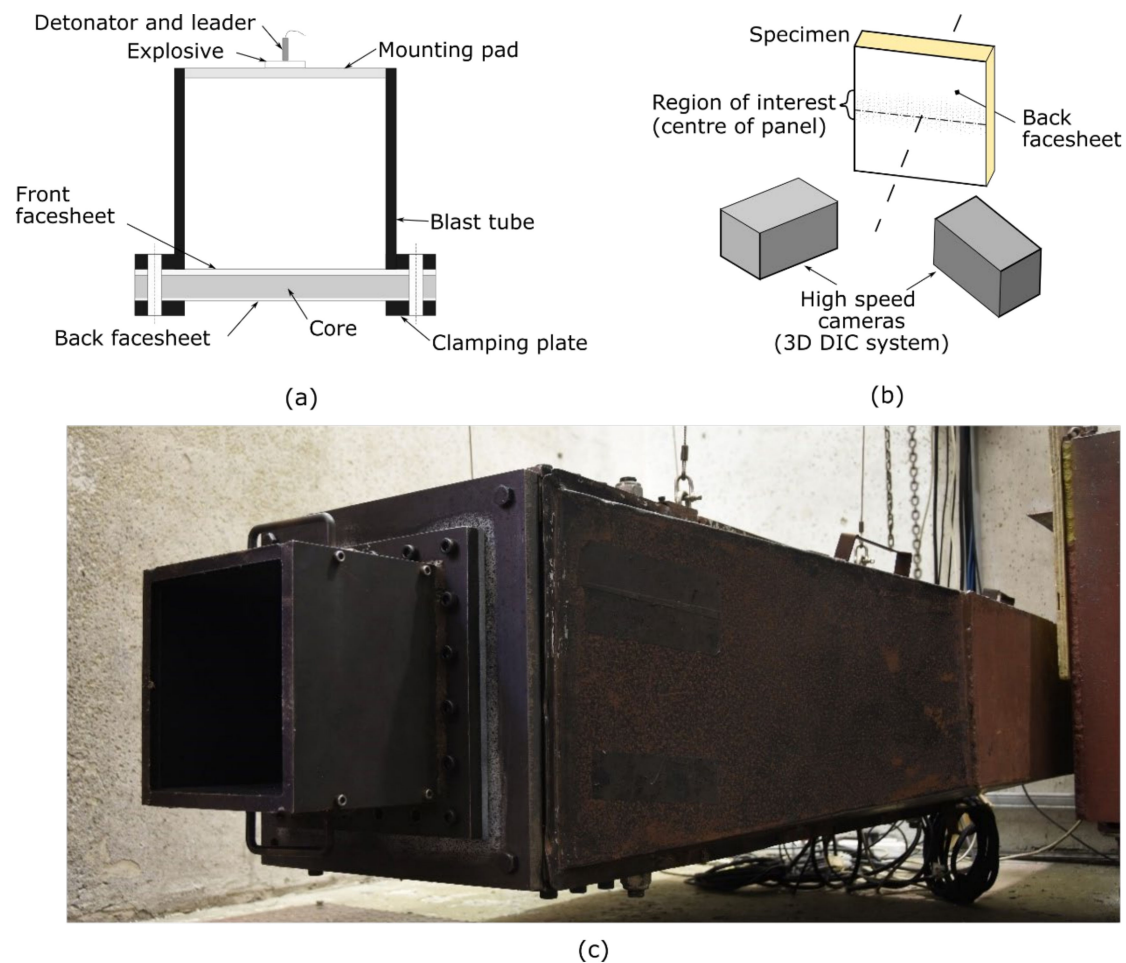 Detonator and leader
Explosive
Mounting pad
Front
facesheet
Blast tube
Core
Back facesheet
Clamping plate
(a)
Specimen
Region of interest
(centre of panel)
Back
facesheet
High speed
cameras
(3D DIC system)
(b)
(c)